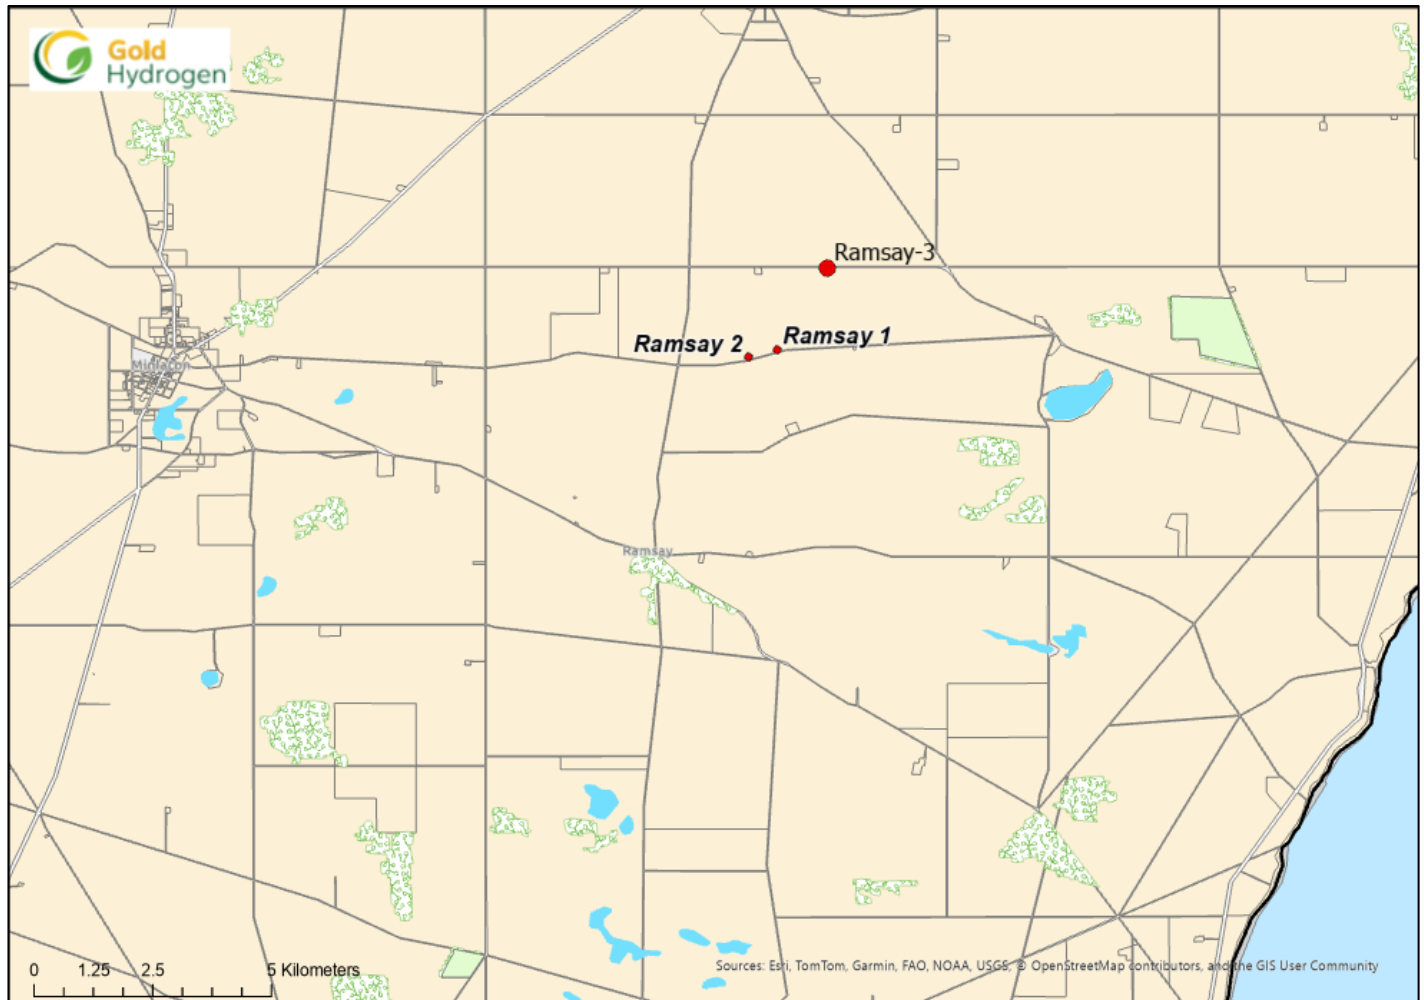 Gold
Hydrogen
Ramsay-3
Ramsay 2
Ramsay 1
Minlaton
Ramsay
0 1.25 2.5 5 Kilometers
Sources: Esri, TomTom, Garmin, FAO, NOAA, USGS, © OpenStreetMap contributors, and the GIS User Community